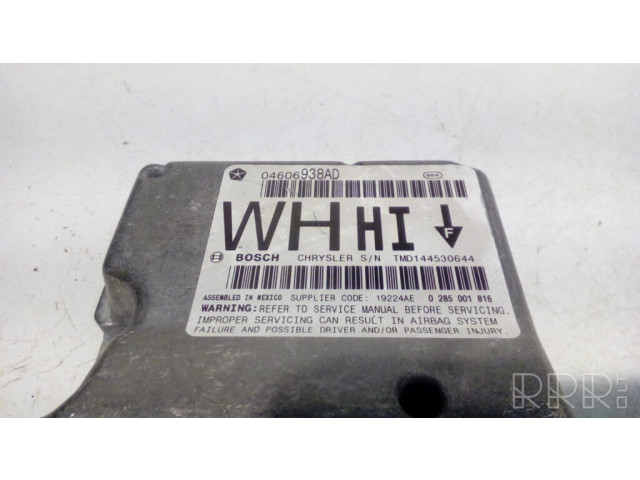 04606938AD
WH HI F
BOSCH CHRYSLER S/N TMD144530644
ASSEMBLED IN MEXICO SUPPLIER CODE: 19224AE 0 285 001 816
WARNING: REFER TO SERVICE MANUAL BEFORE SERVICING.
IMPROPER SERVICING CAN RESULT IN AIRBAG SYSTEM
FAILURE AND POSSIBLE DRIVER AND/OR PASSENGER INJURY.
RRR.LT